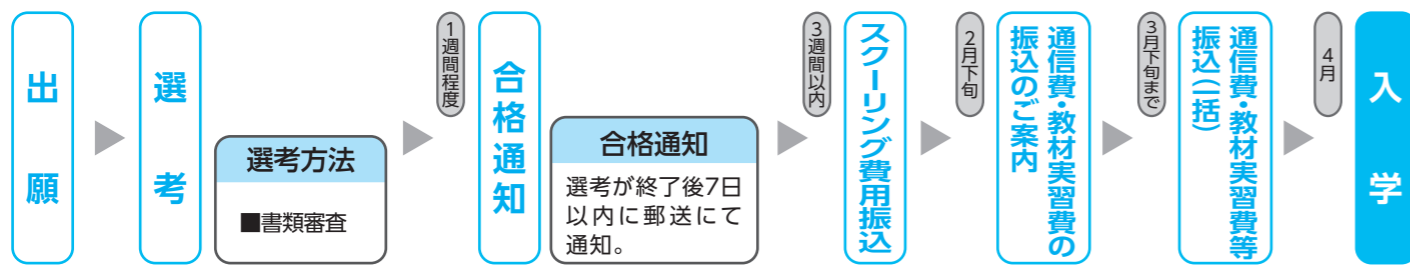 出願
選考
選考方法
■書類審査
1週間程度
合格通知
合格通知
選考が終了後7日
以内に郵送にて
通知。
3週間以内
スクーリング費用振込
2月下旬
通信費・教材実習費の
振込のご案内
3月下旬まで
通信費・教材実習費等
振込(一括)
4月
入学